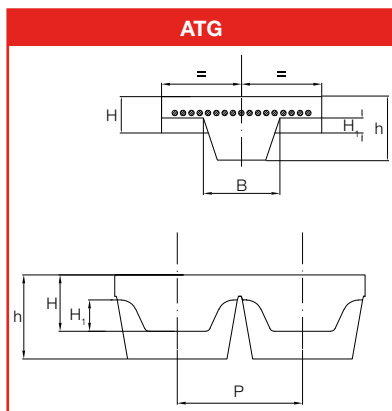 ATG
= =
H H₁ h
B
h H H₁
P